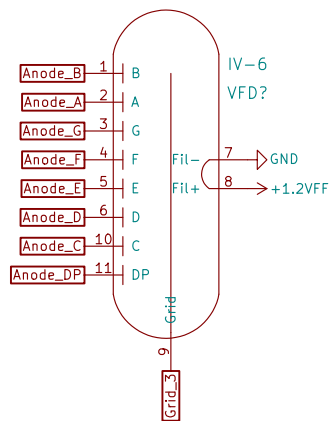 IV-6
VFD?
Anode_B 1 B
Anode_A 2 A
Anode_G 3 G
Anode_F 4 F
Fil- 7 GND
Anode_E 5 E
Fil+ 8 +1.2VFF
Anode_D 6 D
Anode_C 10 C
Anode_DP 11 DP
Grid
9
Grid_3